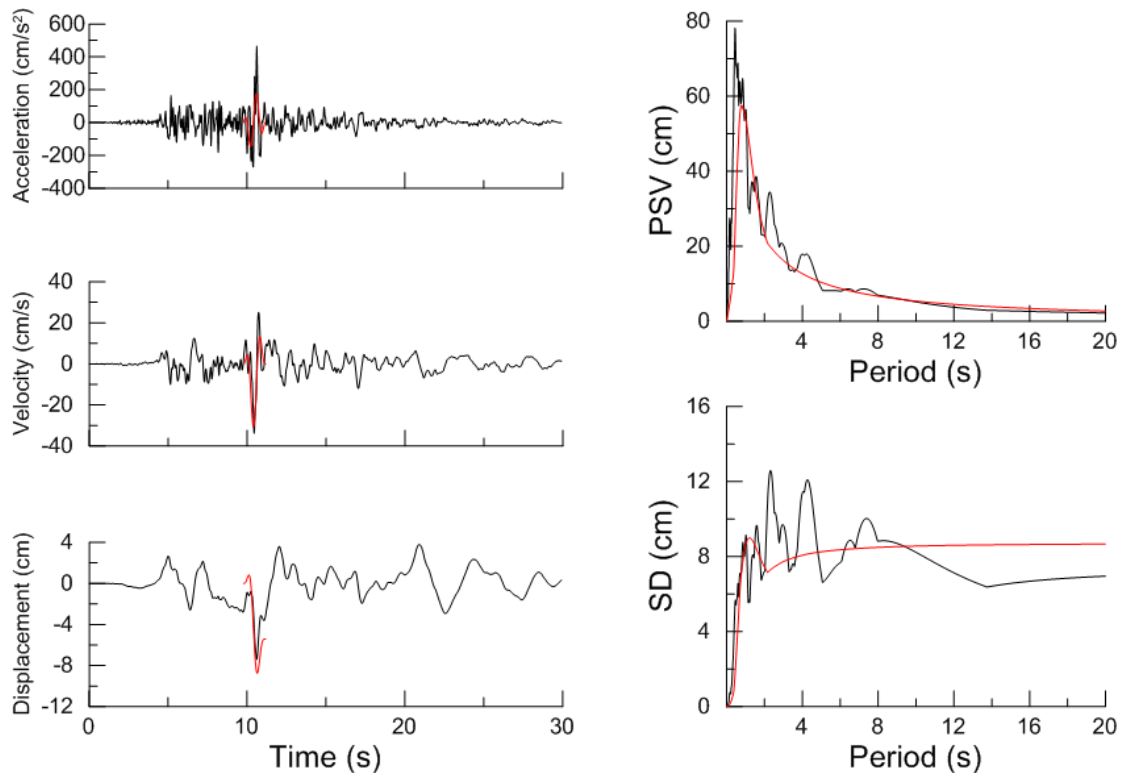 Acceleration (cm/s²)
600
400
200
0
-200
-400
Velocity (cm/s)
40
20
0
-20
-40
Displacement (cm)
4
0
-4
-8
-12
0 10 20 30
Time (s)
PSV (cm)
80
60
40
20
0
4 8 12 16 20
Period (s)
SD (cm)
16
12
8
4
0
4 8 12 16 20
Period (s)